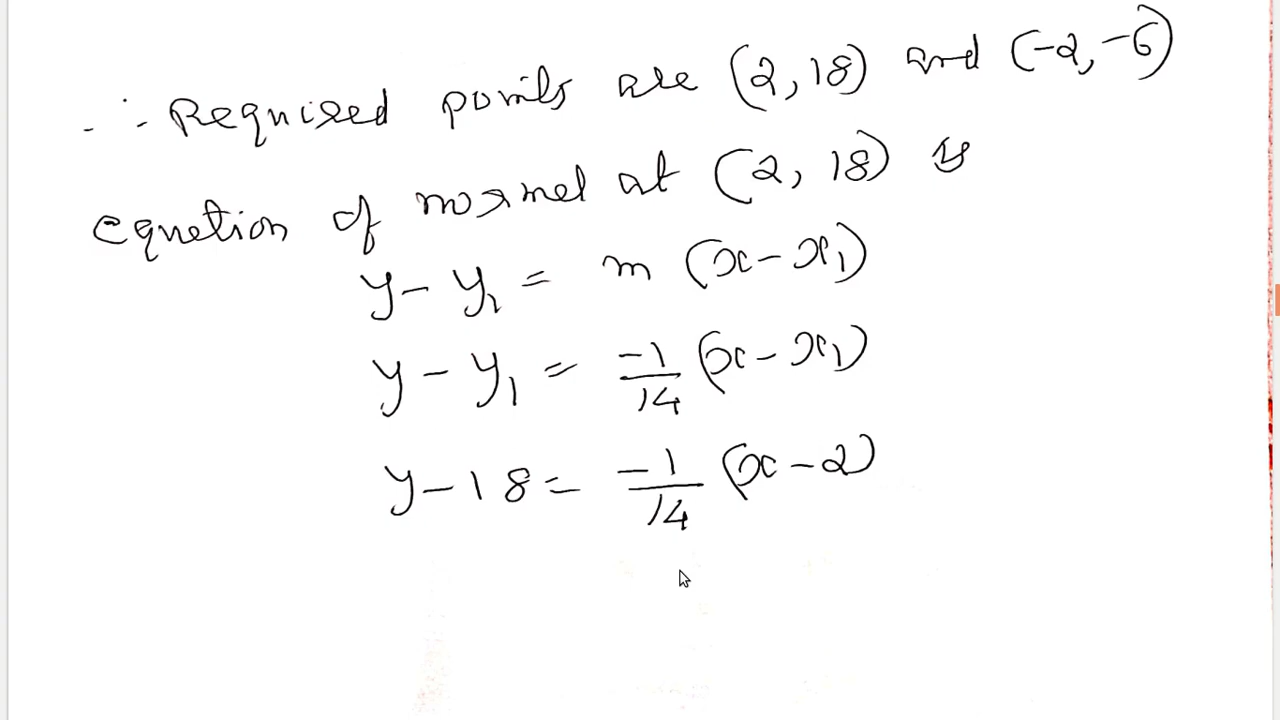 ∴ Required points are (2, 18) and (-2, -6)
equation of normal at (2, 18) is
y - y₁ = m (x - x₁)
y - y₁ = -1/14 (x - x₁)
y - 18 = -1/14 (x - 2)